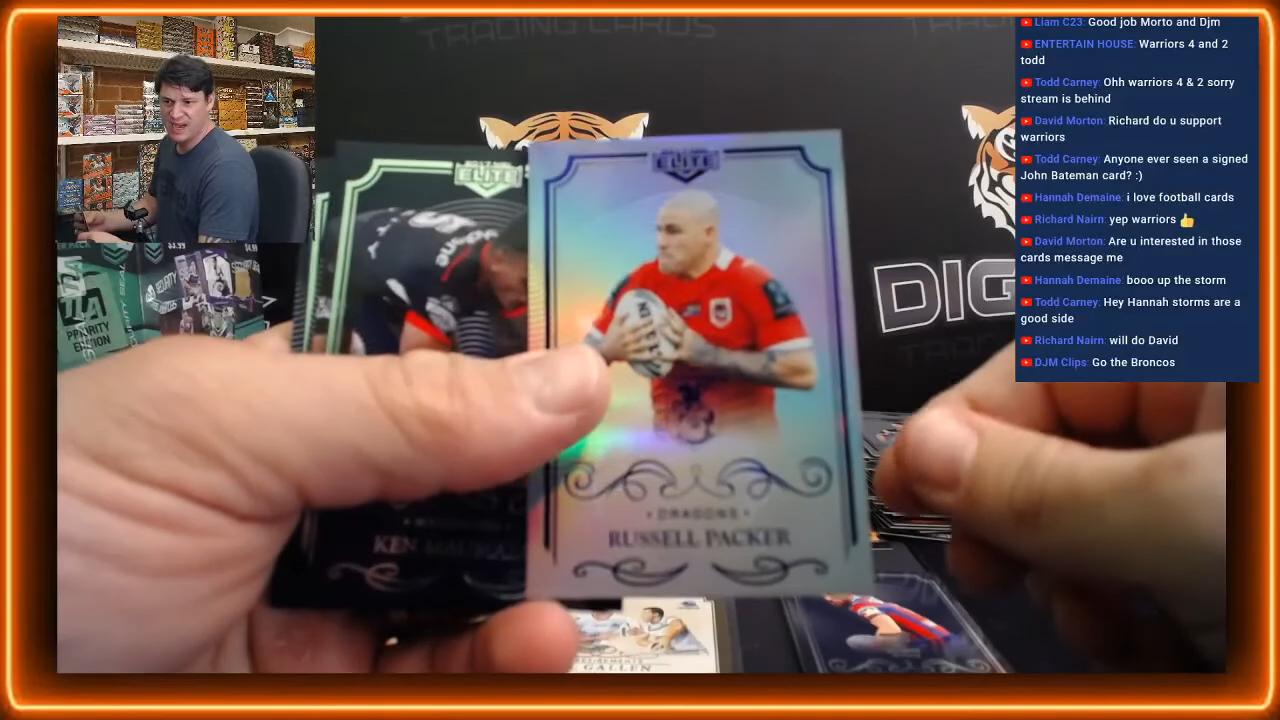 TRADING CARDS
Liam C23: Good job Morto and Djm
ENTERTAIN HOUSE: Warriors 4 and 2
todd
Todd Carney: Ohh warriors 4 & 2 sorry
stream is behind
David Morton: Richard do u support
warriors
Todd Carney: Anyone ever seen a signed
John Bateman card? :)
Hannah Demaine: i love football cards
Richard Nairn: yep warriors 👍
David Morton: Are u interested in those
cards message me
Hannah Demaine: booo up the storm
Todd Carney: Hey Hannah storms are a
good side
Richard Nairn: will do David
DJM Clips: Go the Broncos
ELITE
ELITE
DIG
PRIORITY
EDITION
• DRAGONS •
RUSSELL PACKER
KEN
GALLEN